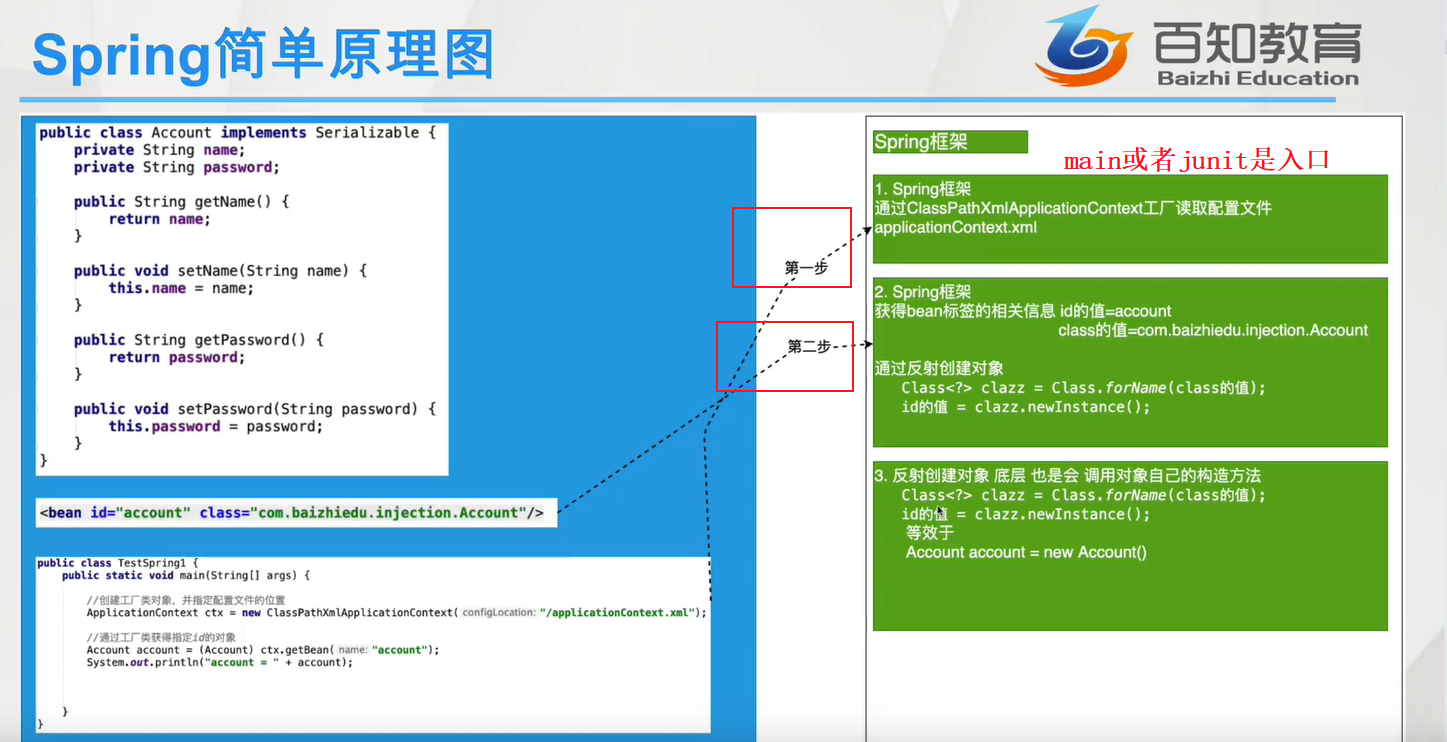 Spring简单原理图
百知教育
Baizhi Education
public class Account implements Serializable {
private String name;
private String password;
public String getName() {
return name;
}
public void setName(String name) {
this.name = name;
}
public String getPassword() {
return password;
}
public void setPassword(String password) {
this.password = password;
}
}
<bean id="account" class="com.baizhiedu.injection.Account"/>
public class TestSpring1 {
public static void main(String[] args) {
//创建工厂类对象，并指定配置文件的位置
ApplicationContext ctx = new ClassPathXmlApplicationContext( configLocation: "/applicationContext.xml");
//通过工厂类获得指定id的对象
Account account = (Account) ctx.getBean( name: "account");
System.out.println("account = " + account);
}
}
第一步
第二步
Spring框架
main或者junit是入口
1. Spring框架
通过ClassPathXmlApplicationContext工厂读取配置文件
applicationContext.xml
2. Spring框架
获得bean标签的相关信息 id的值=account
class的值=com.baizhiedu.injection.Account
通过反射创建对象
Class<?> clazz = Class.forName(class的值);
id的值 = clazz.newInstance();
3. 反射创建对象 底层 也是会 调用对象自己的构造方法
Class<?> clazz = Class.forName(class的值);
id的值 = clazz.newInstance();
等效于
Account account = new Account()